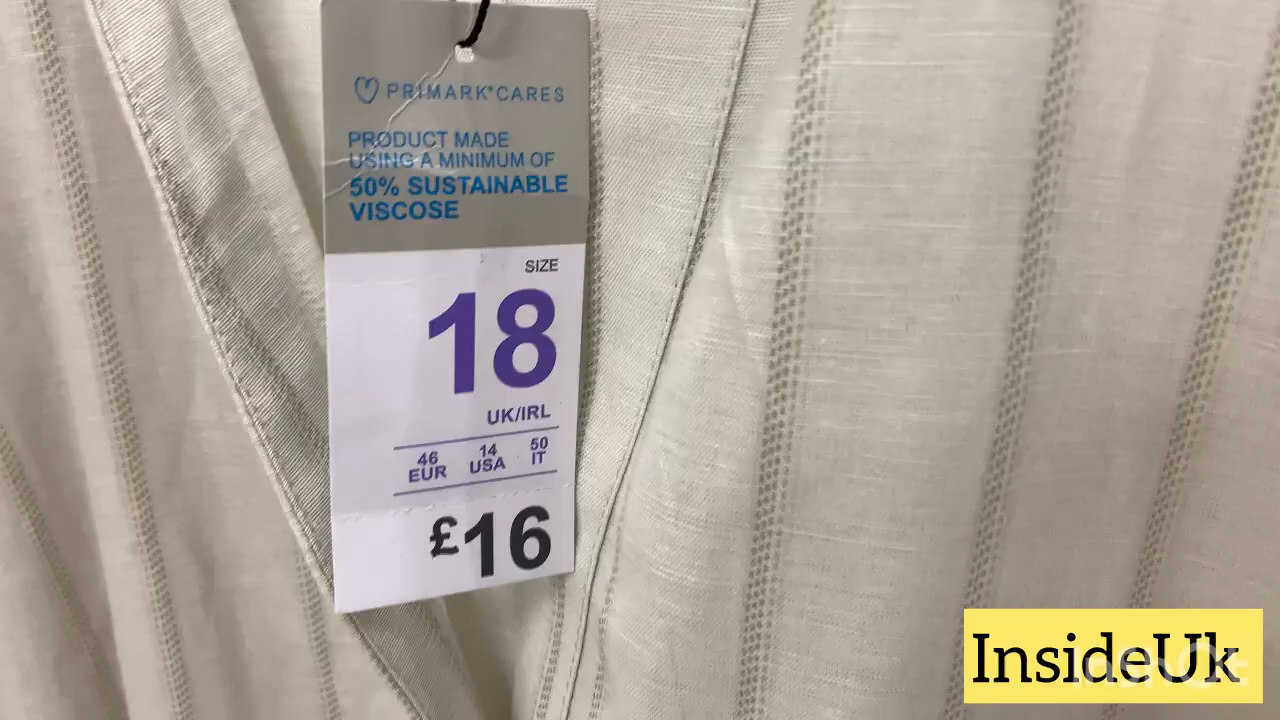 PRIMARK®CARES
PRODUCT MADE
USING A MINIMUM OF
50% SUSTAINABLE
VISCOSE
SIZE
18
UK/IRL
46 14 50
EUR USA IT
£16
InsideUk